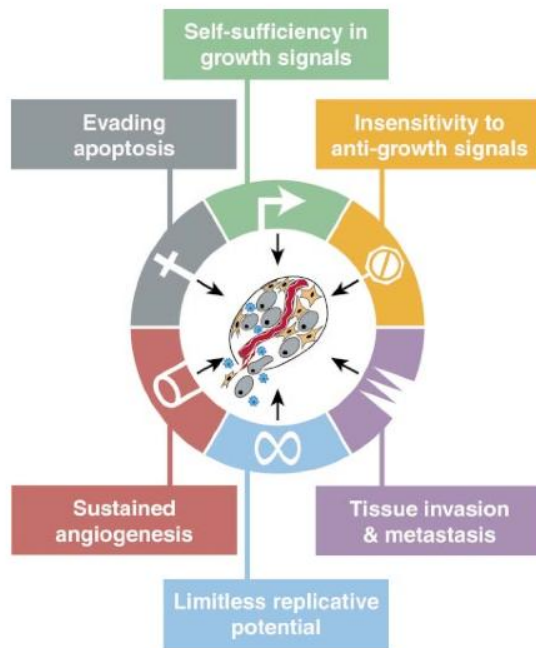 Self-sufficiency in
growth signals
Evading
apoptosis
Insensitivity to
anti-growth signals
Sustained
angiogenesis
Tissue invasion
& metastasis
Limitless replicative
potential